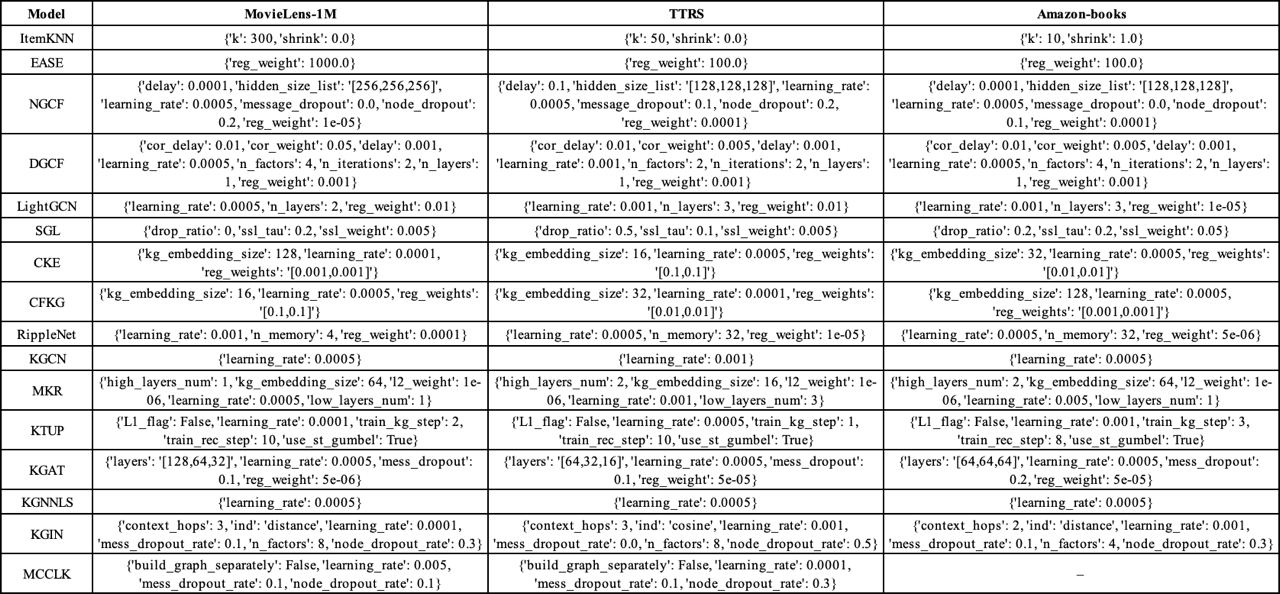 Model MovieLens-1M TTRS Amazon-books
ItemKNN {'k': 300, 'shrink': 0.0} {'k': 50, 'shrink': 0.0} {'k': 10, 'shrink': 1.0}
EASE {'reg_weight': 1000.0} {'reg_weight': 100.0} {'reg_weight': 100.0}
NGCF
{'delay': 0.0001, 'hidden_size_list': '[256,256,256]',
'learning_rate': 0.0005, 'message_dropout': 0.0, 'node_dropout':
0.2, 'reg_weight': 1e-05}
{'delay': 0.1, 'hidden_size_list': '[128,128,128]', 'learning_rate':
0.0005, 'message_dropout': 0.1, 'node_dropout': 0.2,
'reg_weight': 0.0001}
{'delay': 0.0001, 'hidden_size_list': '[128,128,128]',
'learning_rate': 0.0005, 'message_dropout': 0.0, 'node_dropout':
0.1, 'reg_weight': 0.0001}
DGCF
{'cor_delay': 0.01, 'cor_weight': 0.05, 'delay': 0.001,
'learning_rate': 0.0005, 'n_factors': 4, 'n_iterations': 2, 'n_layers':
1, 'reg_weight': 0.001}
{'cor_delay': 0.01, 'cor_weight': 0.005, 'delay': 0.001,
'learning_rate': 0.001, 'n_factors': 2, 'n_iterations': 2, 'n_layers':
1, 'reg_weight': 0.001}
{'cor_delay': 0.01, 'cor_weight': 0.005, 'delay': 0.001,
'learning_rate': 0.0005, 'n_factors': 4, 'n_iterations': 2, 'n_layers':
1, 'reg_weight': 0.001}
LightGCN {'learning_rate': 0.0005, 'n_layers': 2, 'reg_weight': 0.01} {'learning_rate': 0.001, 'n_layers': 3, 'reg_weight': 0.01} {'learning_rate': 0.001, 'n_layers': 3, 'reg_weight': 1e-05}
SGL {'drop_ratio': 0, 'ssl_tau': 0.2, 'ssl_weight': 0.005} {'drop_ratio': 0.5, 'ssl_tau': 0.1, 'ssl_weight': 0.005} {'drop_ratio': 0.2, 'ssl_tau': 0.2, 'ssl_weight': 0.05}
CKE
{'kg_embedding_size': 128, 'learning_rate': 0.0001,
'reg_weights': '[0.001,0.001]'}
{'kg_embedding_size': 16, 'learning_rate': 0.0005, 'reg_weights':
'[0.1,0.1]'}
{'kg_embedding_size': 32, 'learning_rate': 0.0005, 'reg_weights':
'[0.01,0.01]'}
CFKG
{'kg_embedding_size': 16, 'learning_rate': 0.0005, 'reg_weights':
'[0.1,0.1]'}
{'kg_embedding_size': 32, 'learning_rate': 0.0001, 'reg_weights':
'[0.01,0.01]'}
{'kg_embedding_size': 128, 'learning_rate': 0.0005,
'reg_weights': '[0.001,0.001]'}
RippleNet {'learning_rate': 0.001, 'n_memory': 4, 'reg_weight': 0.0001} {'learning_rate': 0.0005, 'n_memory': 32, 'reg_weight': 1e-05} {'learning_rate': 0.0005, 'n_memory': 32, 'reg_weight': 5e-06}
KGCN {'learning_rate': 0.0005} {'learning_rate': 0.001} {'learning_rate': 0.0005}
MKR
{'high_layers_num': 1, 'kg_embedding_size': 64, 'l2_weight': 1e-
06, 'learning_rate': 0.0005, 'low_layers_num': 1}
{'high_layers_num': 2, 'kg_embedding_size': 16, 'l2_weight': 1e-
06, 'learning_rate': 0.001, 'low_layers_num': 3}
{'high_layers_num': 2, 'kg_embedding_size': 64, 'l2_weight': 1e-
06, 'learning_rate': 0.005, 'low_layers_num': 1}
KTUP
{'L1_flag': False, 'learning_rate': 0.0001, 'train_kg_step': 2,
'train_rec_step': 10, 'use_st_gumbel': True}
{'L1_flag': False, 'learning_rate': 0.0005, 'train_kg_step': 1,
'train_rec_step': 10, 'use_st_gumbel': True}
{'L1_flag': False, 'learning_rate': 0.001, 'train_kg_step': 3,
'train_rec_step': 8, 'use_st_gumbel': True}
KGAT
{'layers': '[128,64,32]', 'learning_rate': 0.0005, 'mess_dropout':
0.1, 'reg_weight': 5e-06}
{'layers': '[64,32,16]', 'learning_rate': 0.0005, 'mess_dropout':
0.1, 'reg_weight': 5e-05}
{'layers': '[64,64,64]', 'learning_rate': 0.0005, 'mess_dropout':
0.2, 'reg_weight': 5e-05}
KGNNLS {'learning_rate': 0.0005} {'learning_rate': 0.0005} {'learning_rate': 0.0005}
KGIN
{'context_hops': 3, 'ind': 'distance', 'learning_rate': 0.0001,
'mess_dropout_rate': 0.1, 'n_factors': 8, 'node_dropout_rate': 0.3}
{'context_hops': 3, 'ind': 'cosine', 'learning_rate': 0.001,
'mess_dropout_rate': 0.0, 'n_factors': 8, 'node_dropout_rate': 0.5}
{'context_hops': 2, 'ind': 'distance', 'learning_rate': 0.001,
'mess_dropout_rate': 0.1, 'n_factors': 4, 'node_dropout_rate': 0.3}
MCCLK
{'build_graph_separately': False, 'learning_rate': 0.005,
'mess_dropout_rate': 0.1, 'node_dropout_rate': 0.1}
{'build_graph_separately': False, 'learning_rate': 0.0001,
'mess_dropout_rate': 0.1, 'node_dropout_rate': 0.3}
–